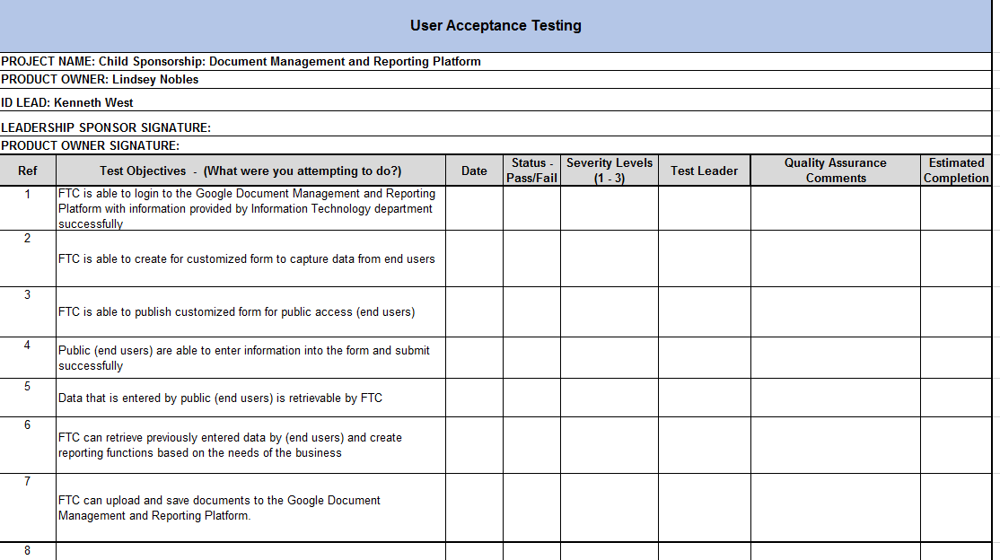 User Acceptance Testing
PROJECT NAME: Child Sponsorship: Document Management and Reporting Platform
PRODUCT OWNER: Lindsey Nobles
ID LEAD: Kenneth West
LEADERSHIP SPONSOR SIGNATURE:
PRODUCT OWNER SIGNATURE:
Ref
Test Objectives - (What were you attempting to do?)
Date
Status -
Pass/Fail
Severity Levels
(1 - 3)
Test Leader
Quality Assurance
Comments
Estimated
Completion
1
FTC is able to login to the Google Document Management and Reporting
Platform with information provided by Information Technology department
successfully
2
FTC is able to create for customized form to capture data from end users
3
FTC is able to publish customized form for public access (end users)
4
Public (end users) are able to enter information into the form and submit
successfully
5
Data that is entered by public (end users) is retrievable by FTC
6
FTC can retrieve previously entered data by (end users) and create
reporting functions based on the needs of the business
7
FTC can upload and save documents to the Google Document
Management and Reporting Platform.
8